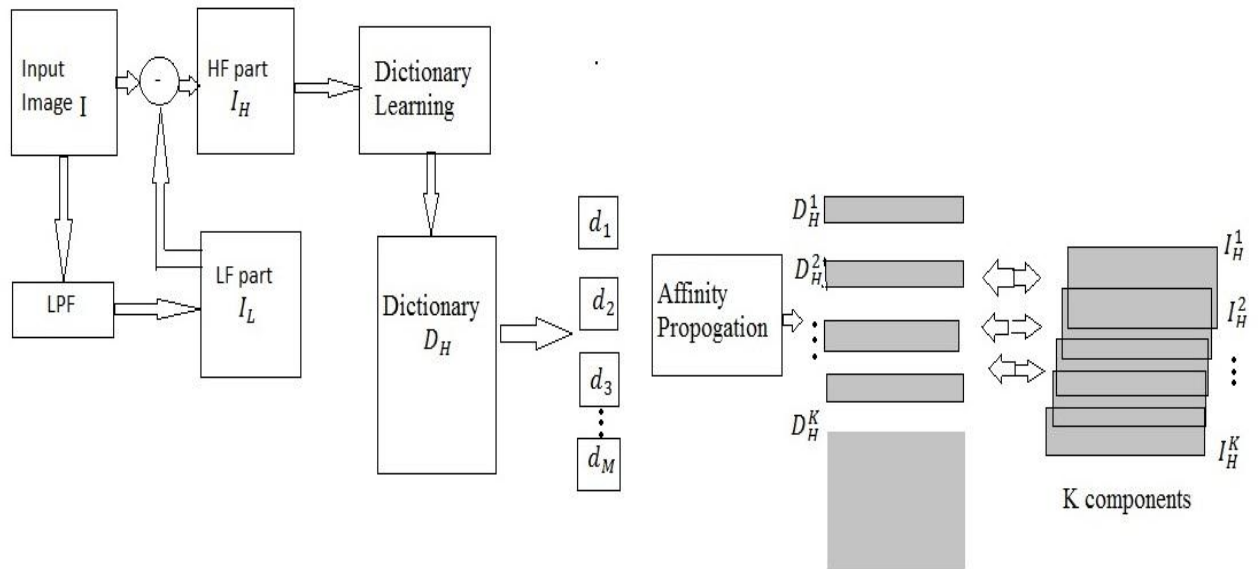 Input
Image I
-
HF part
I_H
Dictionary
Learning
LPF
LF part
I_L
Dictionary
D_H
d_1
d_2
d_3
d_M
Affinity
Propogation
D_H^1
D_H^2
D_H^K
I_H^1
I_H^2
I_H^K
K components